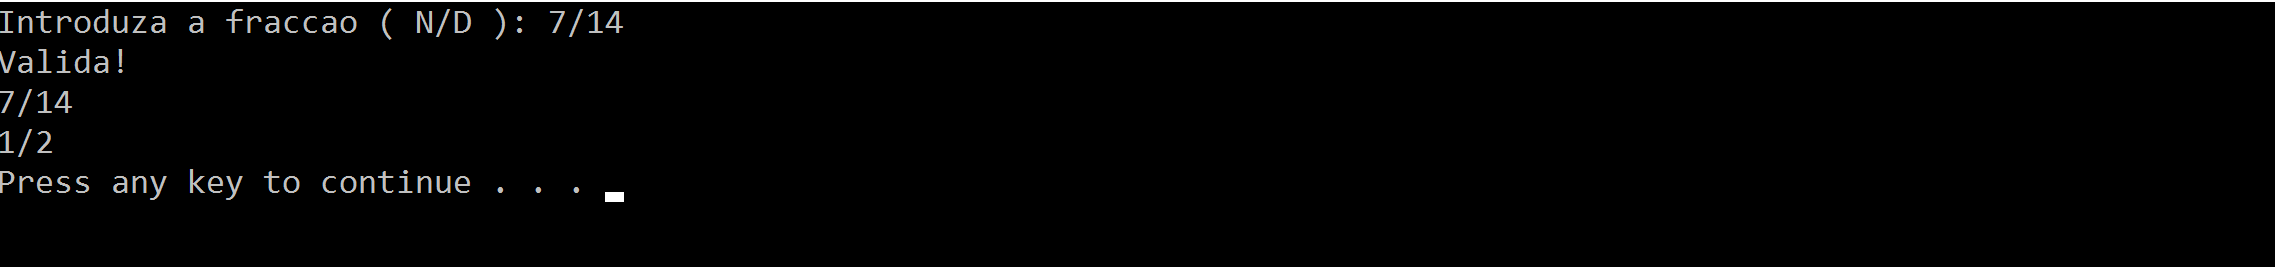 Introduza a fraccao ( N/D ): 7/14
Valida!
7/14
1/2
Press any key to continue . . .